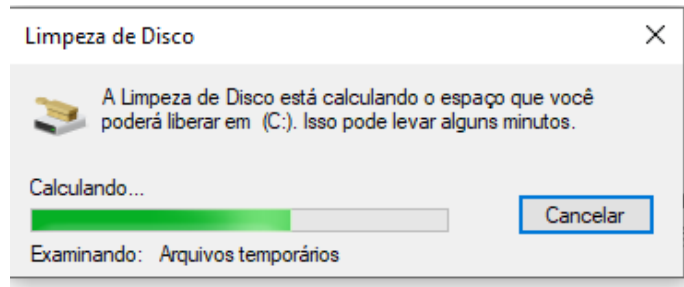 Limpeza de Disco
A Limpeza de Disco está calculando o espaço que você
poderá liberar em  (C:). Isso pode levar alguns minutos.
Calculando...
Cancelar
Examinando:   Arquivos temporários